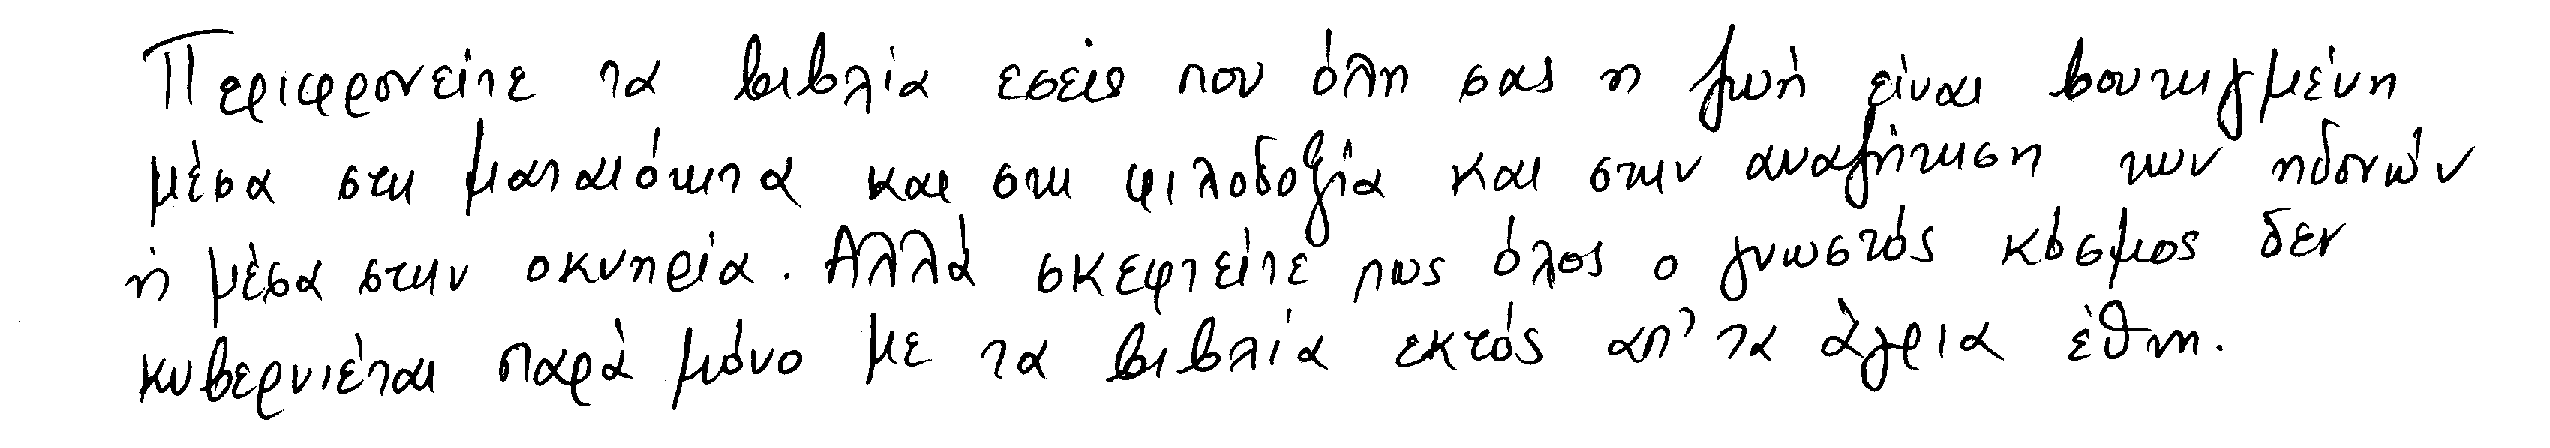 Περιφρονείτε τα βιβλία εσείς που όλη σας η ζωή είναι βουτηγμένη
μέσα στη ματαιότητα και στη φιλοδοξία και στην αναζήτηση των ηδονών
ή μέσα στην οκνηρία. Αλλά σκεφτείτε πως όλος ο γνωστός κόσμος δεν
κυβερνιέται παρά μόνο με τα βιβλία εκτός απ' τα άγρια έθνη.